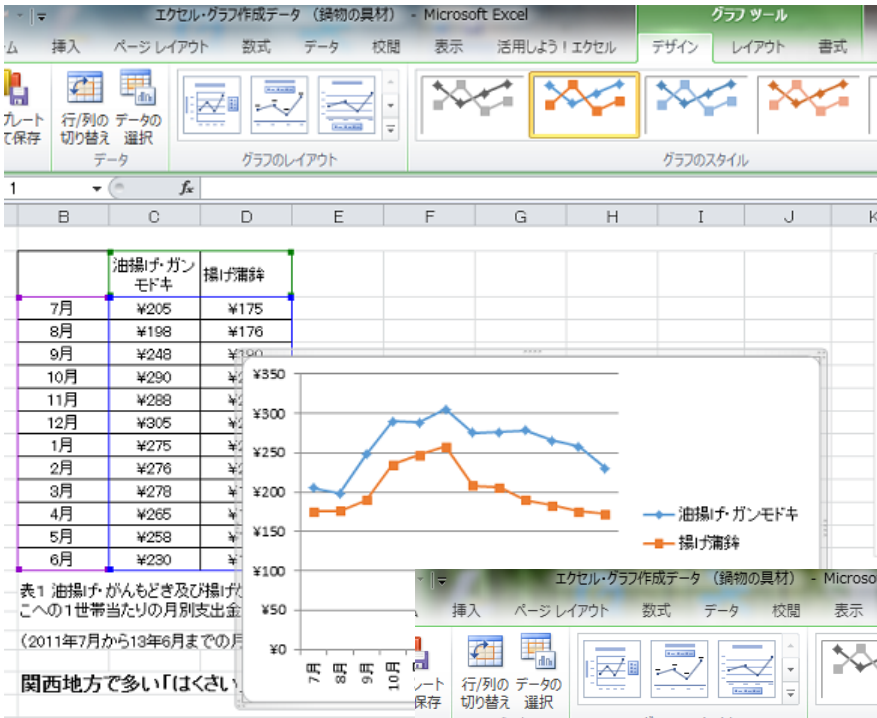 エクセル・グラフ作成データ （鍋物の具材） - Microsoft Excel
グラフ ツール
ム 挿入 ページ レイアウト 数式 データ 校閲 表示 活用しよう！エクセル デザイン レイアウト 書式
プレート
て保存
行/列の
切り替え
データの
選択
データ
グラフのレイアウト
グラフのスタイル
1 fx
B C D E F G H I J K
油揚げ・ガン
モドキ
揚げ蒲鉾
7月 ¥205 ¥175
8月 ¥198 ¥176
9月 ¥248 ¥190
10月 ¥290 ¥2
11月 ¥288 ¥2
12月 ¥305 ¥2
1月 ¥275 ¥2
2月 ¥276 ¥2
3月 ¥278 ¥1
4月 ¥265 ¥1
5月 ¥258 ¥1
6月 ¥230 ¥1
表1 油揚げ・がんもどき及び揚げか
こへの1世帯当たりの月別支出金
（2011年7月から13年6月までの月
関西地方で多い「はくさい
¥350
¥300
¥250
¥200
¥150
¥100
¥50
¥0
7月 8月 9月 10月
油揚げ・ガンモドキ
揚げ蒲鉾
エクセル・グラフ作成データ （鍋物の具材） - Microso
挿入 ページ レイアウト 数式 データ 校閲 表示
レート
保存
行/列の
切り替え
データの
選択